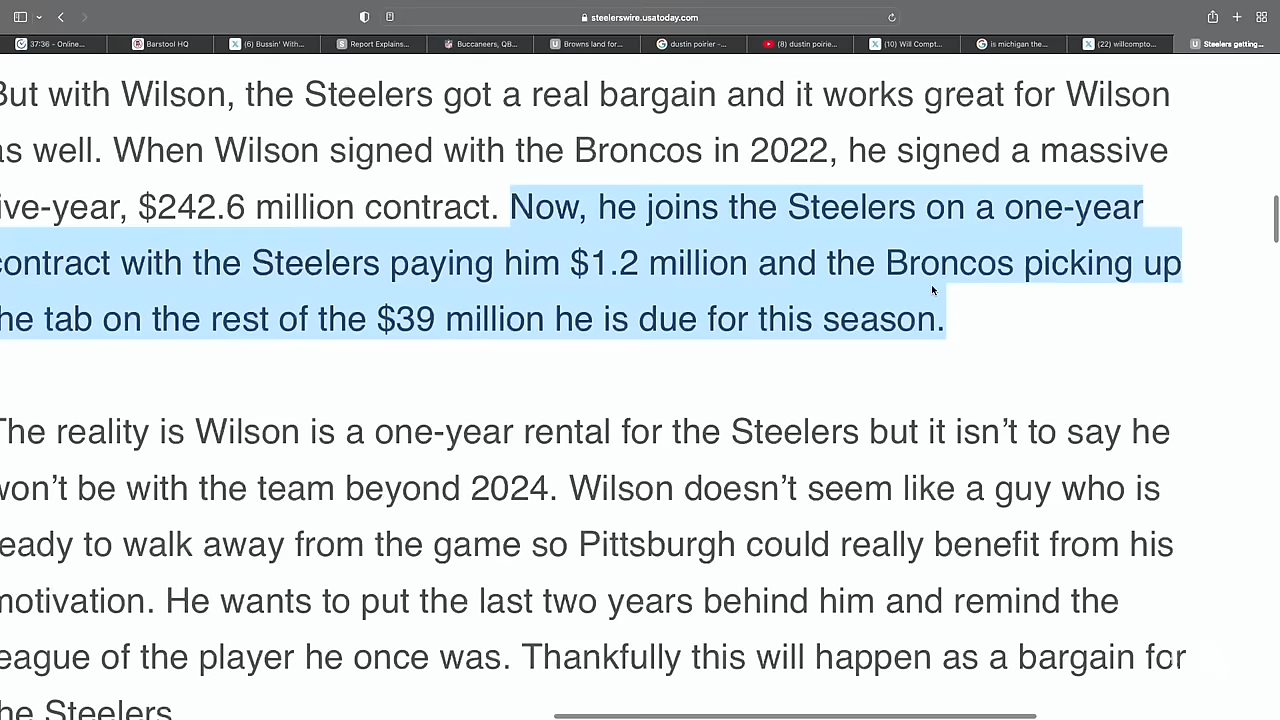 steelerswire.usatoday.com
37:36 - Online...
Barstool HQ
(6) Bussin' With...
Report Explains...
Buccaneers, QB...
Browns land for...
dustin poirier -...
(8) dustin poirie...
(10) Will Compt...
is michigan the...
(22) willcompto...
Steelers getting...
But with Wilson, the Steelers got a real bargain and it works great for Wilson
as well. When Wilson signed with the Broncos in 2022, he signed a massive
ive-year, $242.6 million contract. Now, he joins the Steelers on a one-year
contract with the Steelers paying him $1.2 million and the Broncos picking up
he tab on the rest of the $39 million he is due for this season.
The reality is Wilson is a one-year rental for the Steelers but it isn’t to say he
won’t be with the team beyond 2024. Wilson doesn’t seem like a guy who is
eady to walk away from the game so Pittsburgh could really benefit from his
motivation. He wants to put the last two years behind him and remind the
eague of the player he once was. Thankfully this will happen as a bargain for
he Steelers